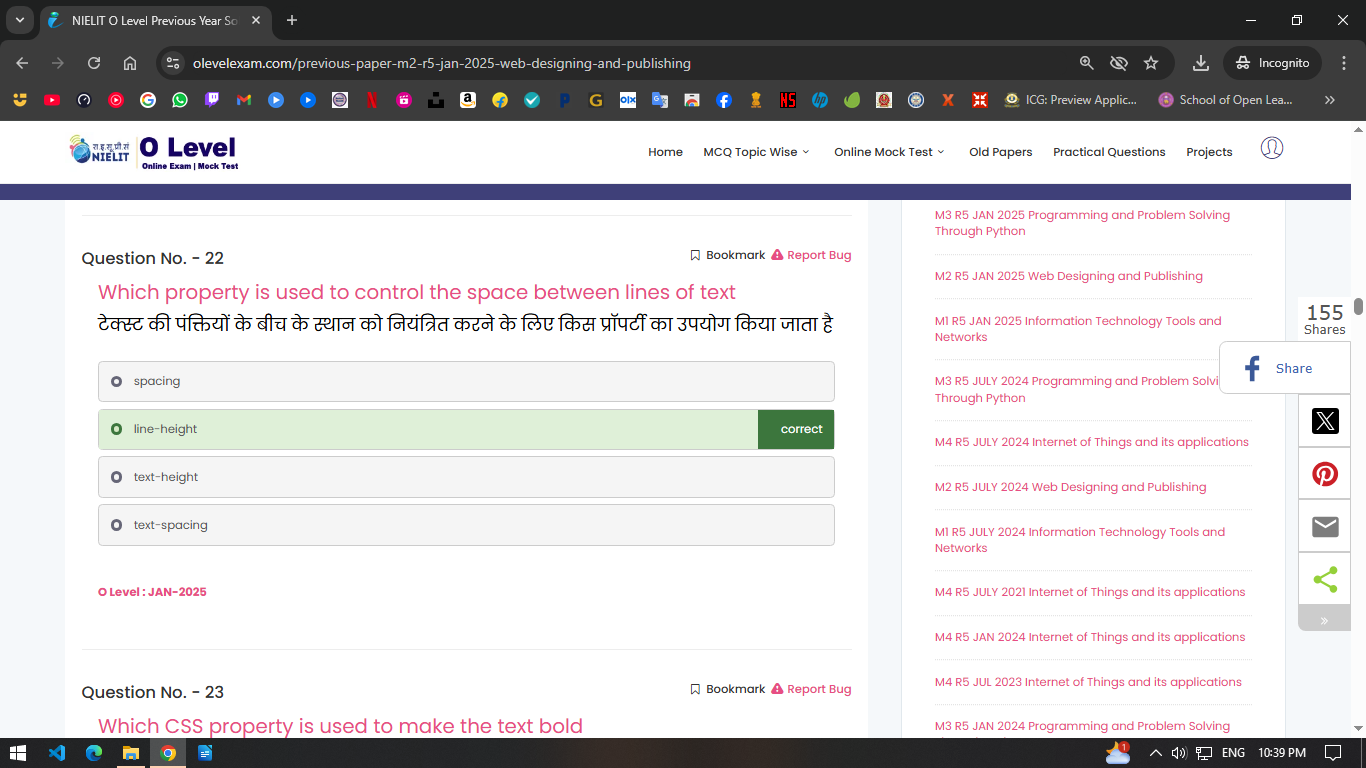 NIELIT O Level Previous Year So
olevelexam.com/previous-paper-m2-r5-jan-2025-web-designing-and-publishing
Incognito
ICG: Preview Applic...
School of Open Lea...
रा.इ.सू.प्रौ.सं
NIELIT
O Level
Online Exam | Mock Test
Home
MCQ Topic Wise
Online Mock Test
Old Papers
Practical Questions
Projects
Question No. - 22
Bookmark
Report Bug
Which property is used to control the space between lines of text
टेक्स्ट की पंक्तियों के बीच के स्थान को नियंत्रित करने के लिए किस प्रॉपर्टी का उपयोग किया जाता है
spacing
line-height
correct
text-height
text-spacing
O Level : JAN-2025
Question No. - 23
Bookmark
Report Bug
Which CSS property is used to make the text bold
M3 R5 JAN 2025 Programming and Problem Solving
Through Python
M2 R5 JAN 2025 Web Designing and Publishing
M1 R5 JAN 2025 Information Technology Tools and
Networks
M3 R5 JULY 2024 Programming and Problem Solvi
Through Python
M4 R5 JULY 2024 Internet of Things and its applications
M2 R5 JULY 2024 Web Designing and Publishing
M1 R5 JULY 2024 Information Technology Tools and
Networks
M4 R5 JULY 2021 Internet of Things and its applications
M4 R5 JAN 2024 Internet of Things and its applications
M4 R5 JUL 2023 Internet of Things and its applications
M3 R5 JAN 2024 Programming and Problem Solving
155
Shares
Share
1
ENG
10:39 PM